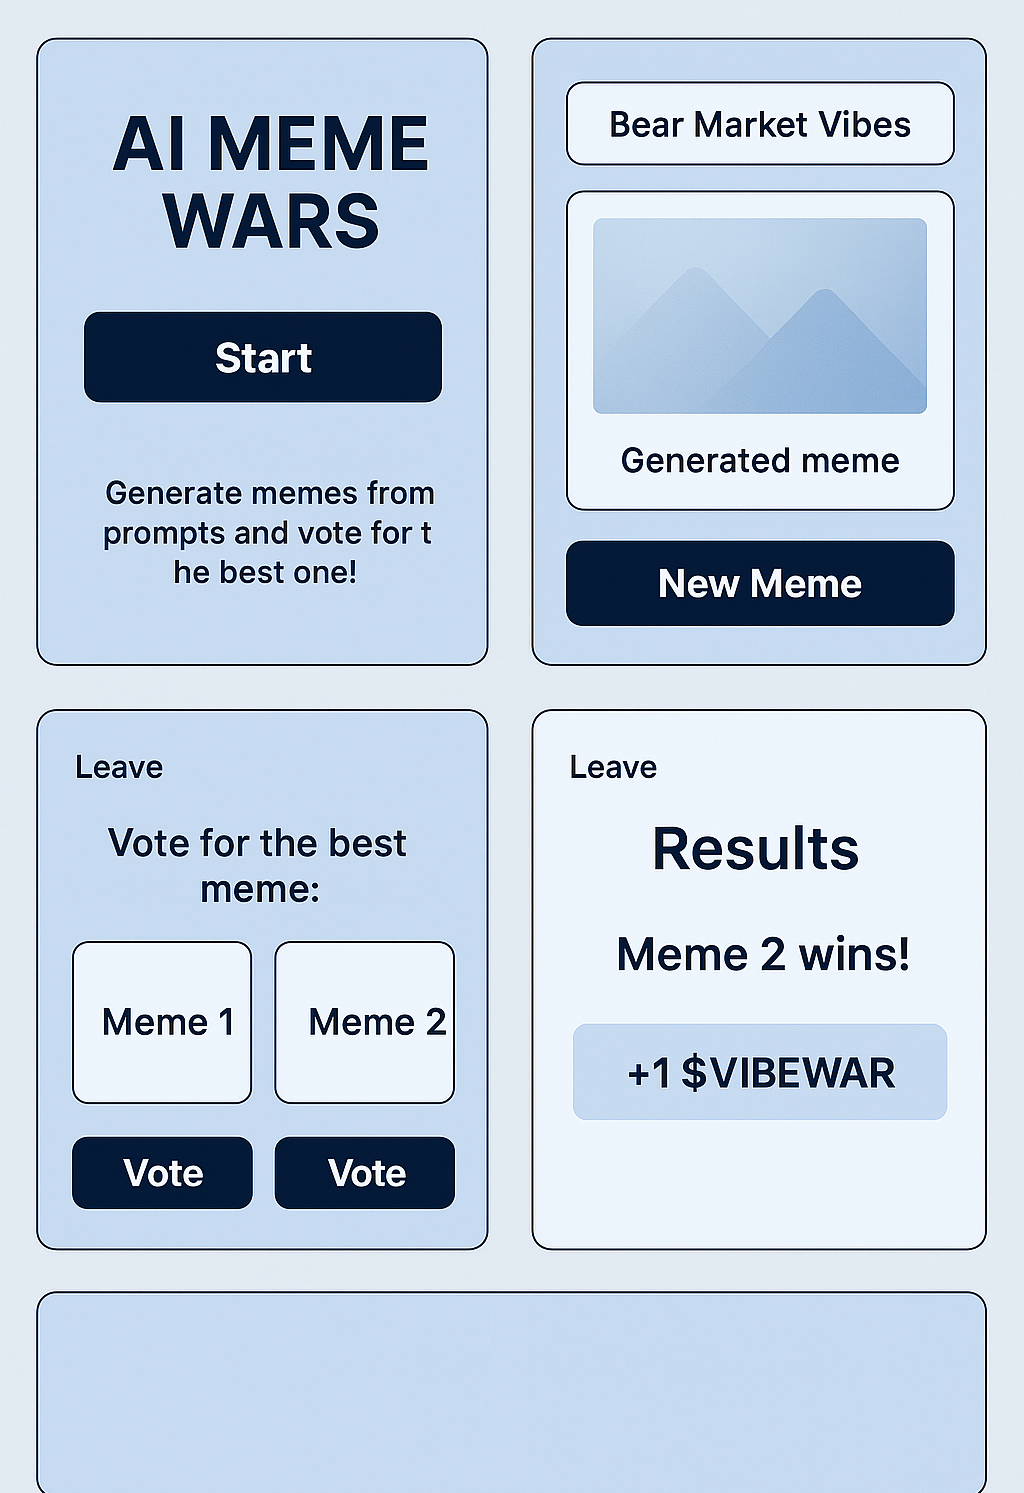 AI MEME
WARS
Start
Generate memes from
prompts and vote for t
he best one!
Bear Market Vibes
Generated meme
New Meme
Leave
Vote for the best
meme:
Meme 1
Meme 2
Vote
Vote
Leave
Results
Meme 2 wins!
+1 $VIBEWAR